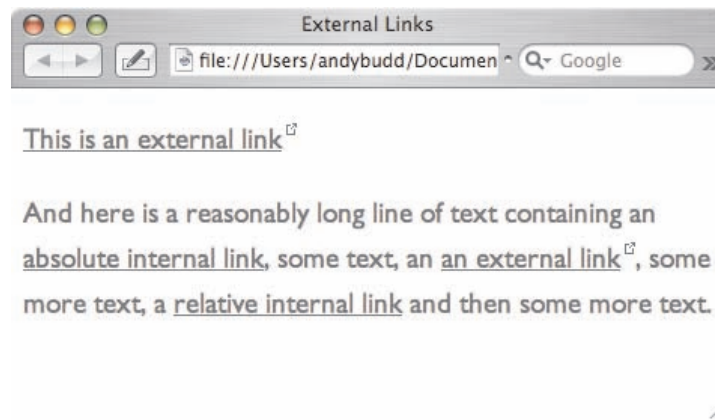 External Links
file:///Users/andybudd/Documen
Google
This is an external link
And here is a reasonably long line of text containing an
absolute internal link, some text, an an external link, some
more text, a relative internal link and then some more text.